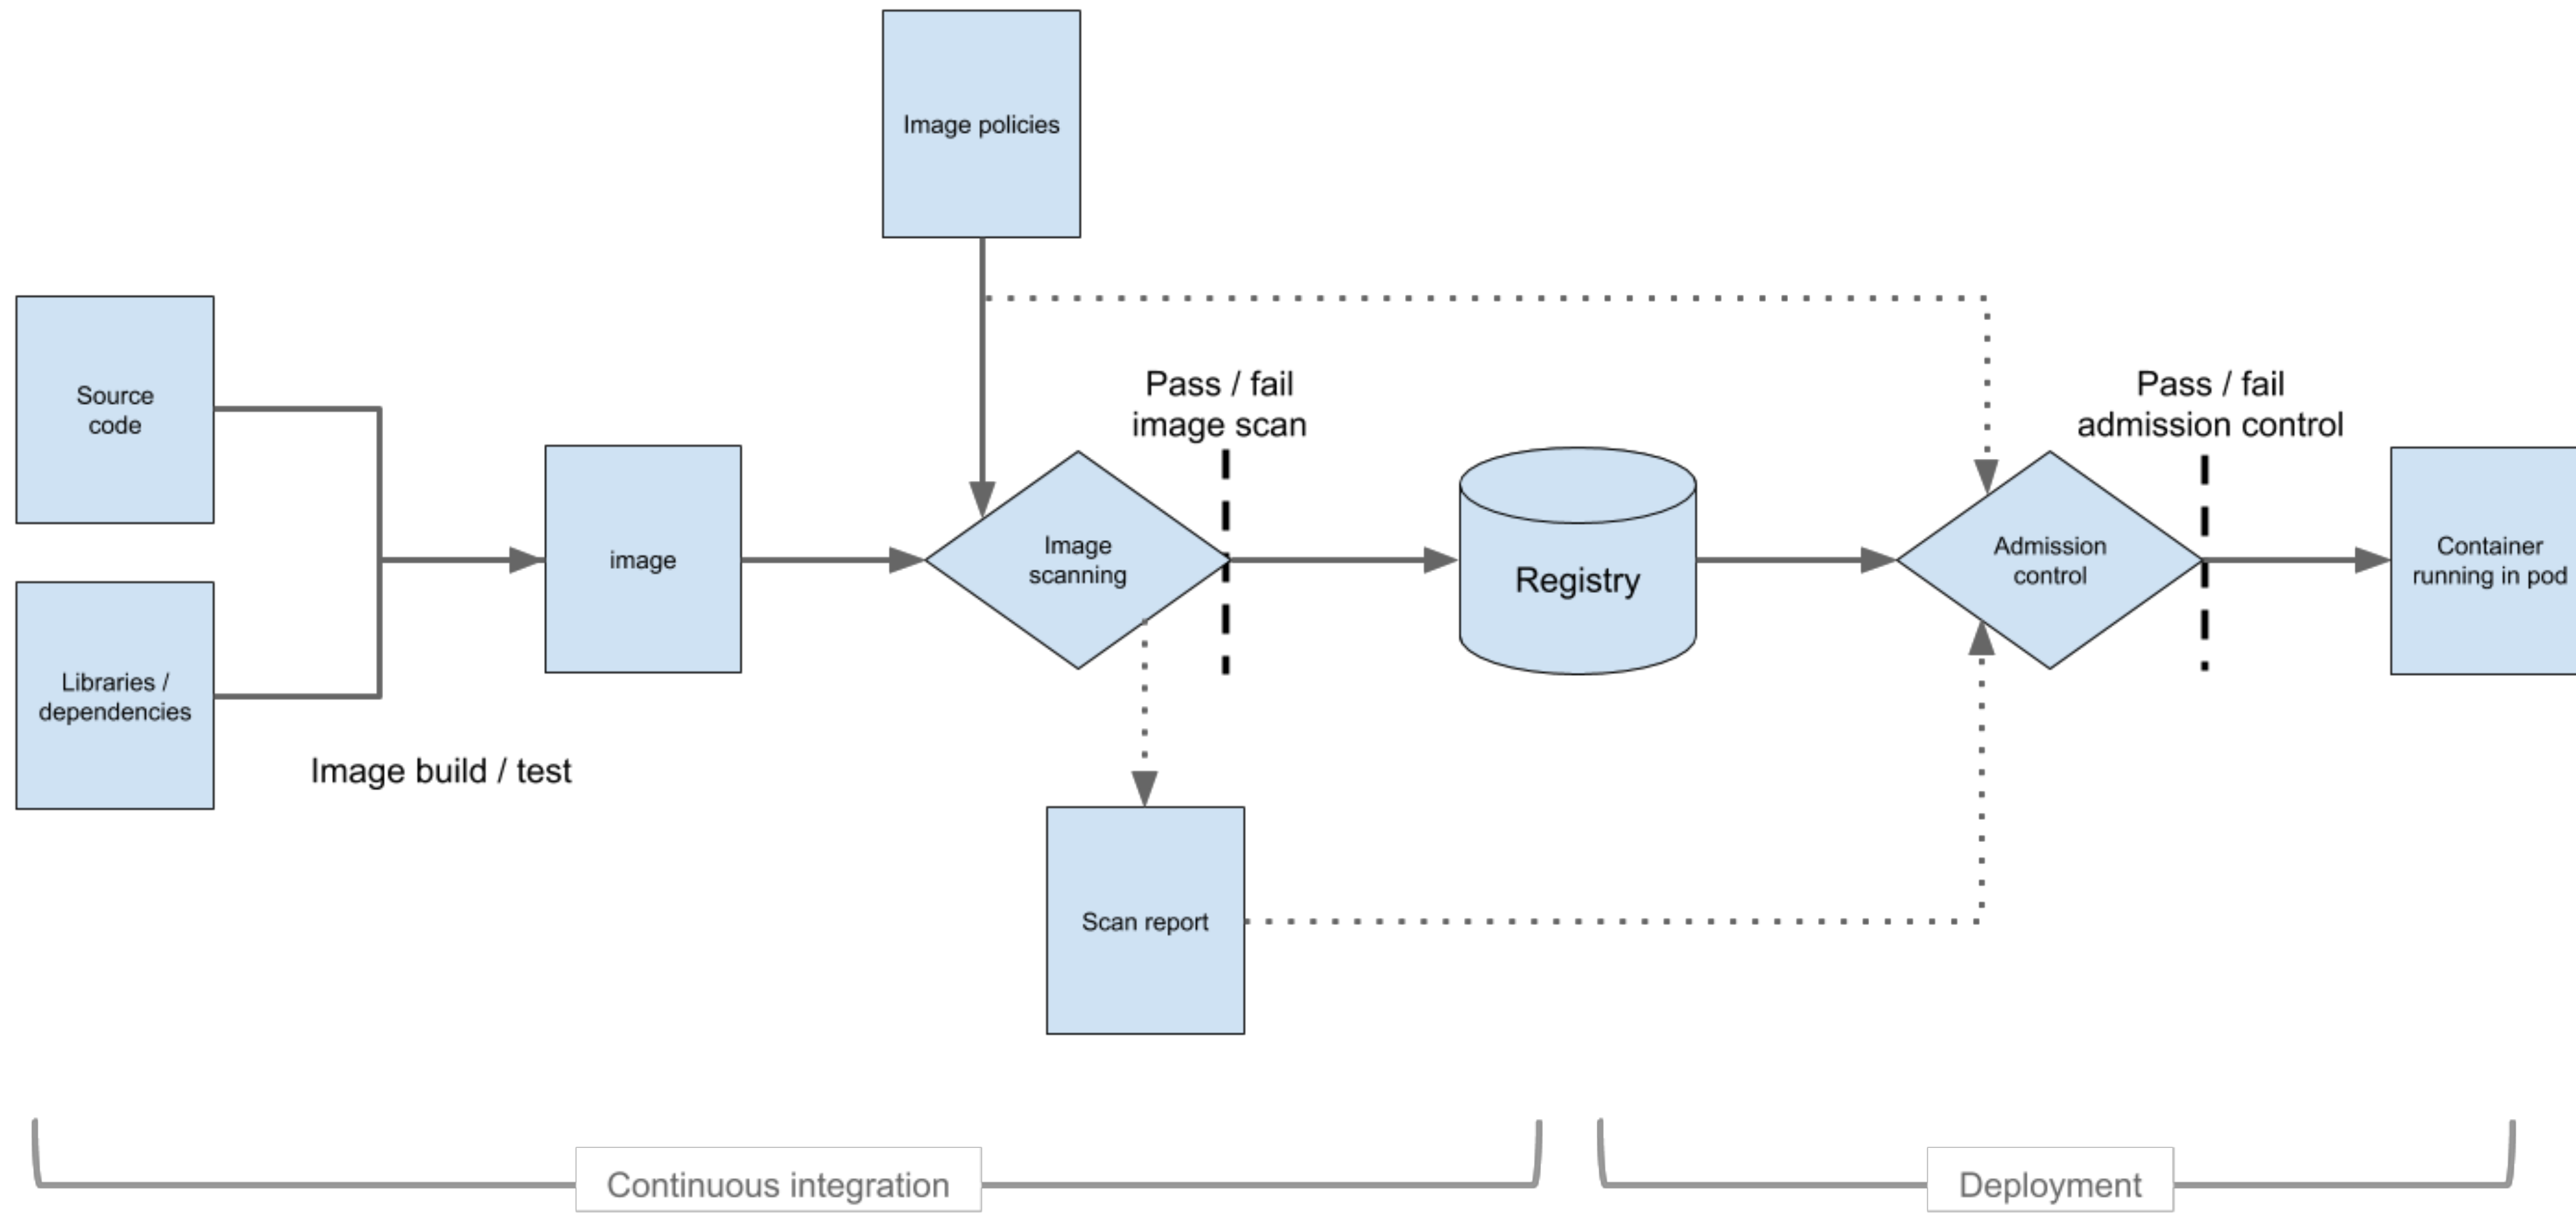 Image policies
Source
code
Libraries /
dependencies
Image build / test
image
Image
scanning
Pass / fail
image scan
Scan report
Registry
Admission
control
Pass / fail
admission control
Container
running in pod
Continuous integration
Deployment